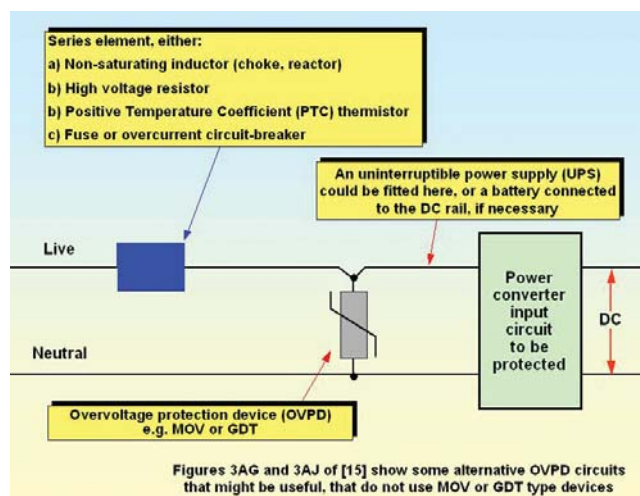 Series element, either:
a) Non-saturating inductor (choke, reactor)
b) High voltage resistor
b) Positive Temperature Coefficient (PTC) thermistor
c) Fuse or overcurrent circuit-breaker
An uninterruptible power supply (UPS)
could be fitted here, or a battery connected
to the DC rail, if necessary
Live
Power
converter
input
circuit
to be
protected
DC
Neutral
Overvoltage protection device (OVPD)
e.g. MOV or GDT
Figures 3AG and 3AJ of [15] show some alternative OVPD circuits
that might be useful, that do not use MOV or GDT type devices